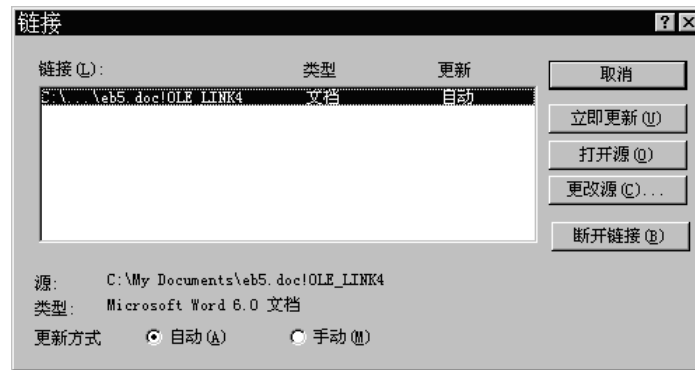 链接
链接(L): 类型 更新
C:\...\eb5.doc!OLE_LINK4 文档 自动
取消
立即更新(U)
打开源(O)
更改源(C)...
断开链接(B)
源: C:\My Documents\eb5.doc!OLE_LINK4
类型: Microsoft Word 6.0 文档
更新方式 自动(A) 手动(M)